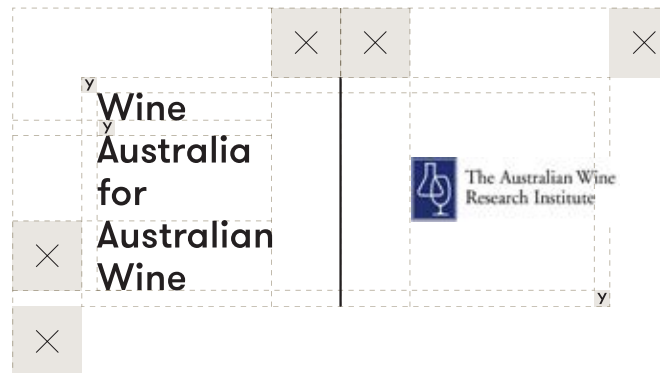 y
Wine
y
Australia
for
Australian
Wine
The Australian Wine
Research Institute
y